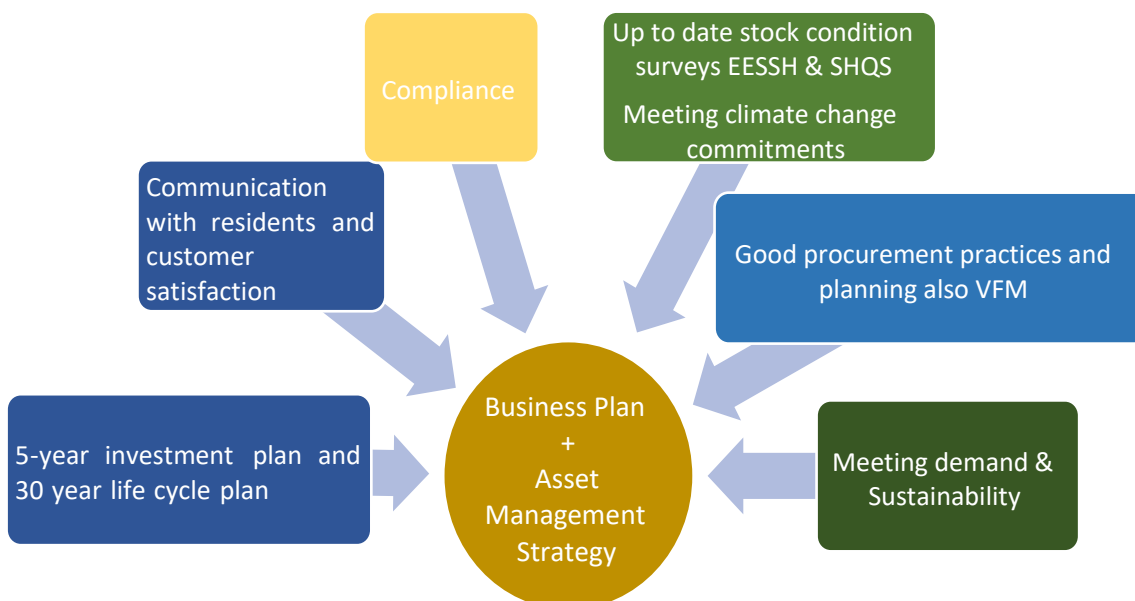 Compliance
Up to date stock condition
surveys EESSH & SHQS
Meeting climate change
commitments
Communication
with residents and
customer
satisfaction
Good procurement practices and
planning also VFM
5-year investment plan and
30 year life cycle plan
Business Plan
+
Asset
Management
Strategy
Meeting demand &
Sustainability